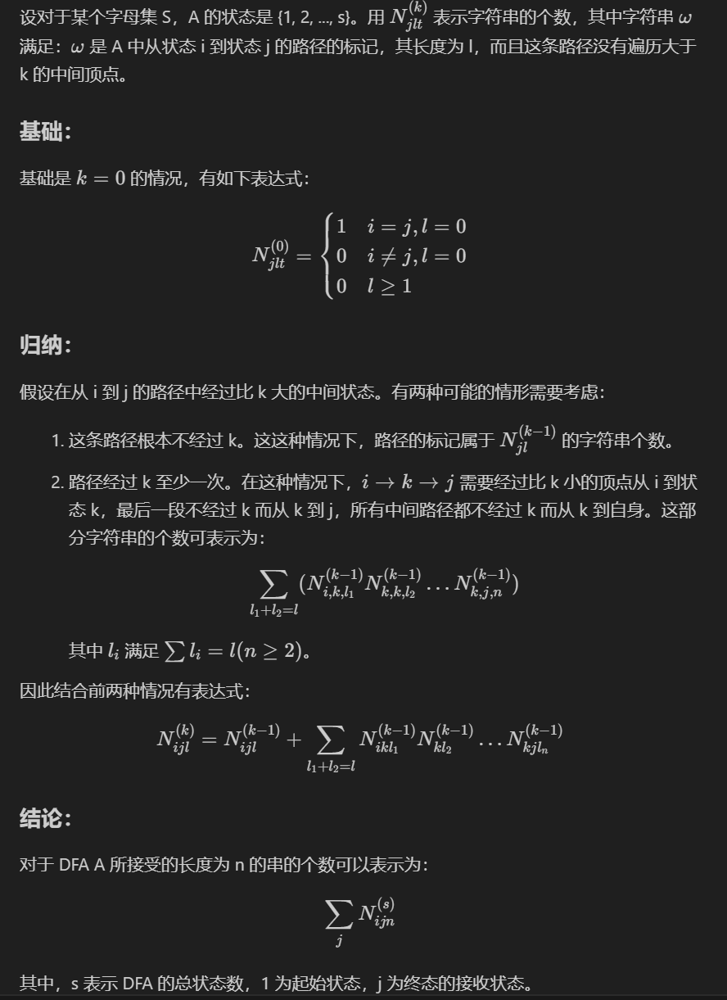 设对于某个字母集 S，A 的状态是 {1, 2, ..., s}。用 $N_{jlt}^{(k)}$ 表示字符串的个数，其中字符串 $\omega$
满足：$\omega$ 是 A 中从状态 i 到状态 j 的路径的标记，其长度为 l，而且这条路径没有遍历大于
k 的中间顶点。
基础：
基础是 $k = 0$ 的情况，有如下表达式：
$N_{jlt}^{(0)} = \begin{cases} 1 & i = j, l = 0 \\ 0 & i \neq j, l = 0 \\ 0 & l \geq 1 \end{cases}$
归纳：
假设在从 i 到 j 的路径中经过比 k 大的中间状态。有两种可能的情形需要考虑：
1. 这条路径根本不经过 k。这这种情况下，路径的标记属于 $N_{jl}^{(k-1)}$ 的字符串个数。
2. 路径经过 k 至少一次。在这种情况下，$i \to k \to j$ 需要经过比 k 小的顶点从 i 到状
态 k，最后一段不经过 k 而从 k 到 j，所有中间路径都不经过 k 而从 k 到自身。这部
分字符串的个数可表示为：
$\sum_{l_1+l_2=l} (N_{i,k,l_1}^{(k-1)} N_{k,k,l_2}^{(k-1)} \dots N_{k,j,n}^{(k-1)})$
其中 $l_i$ 满足 $\sum l_i = l(n \geq 2)$。
因此结合前两种情况有表达式：
$N_{ijl}^{(k)} = N_{ijl}^{(k-1)} + \sum_{l_1+l_2=l} N_{ikl_1}^{(k-1)} N_{kl_2}^{(k-1)} \dots N_{kjl_n}^{(k-1)}$
结论：
对于 DFA A 所接受的长度为 n 的串的个数可以表示为：
$\sum_j N_{ijn}^{(s)}$
其中，s 表示 DFA 的总状态数，1 为起始状态，j 为终态的接收状态。